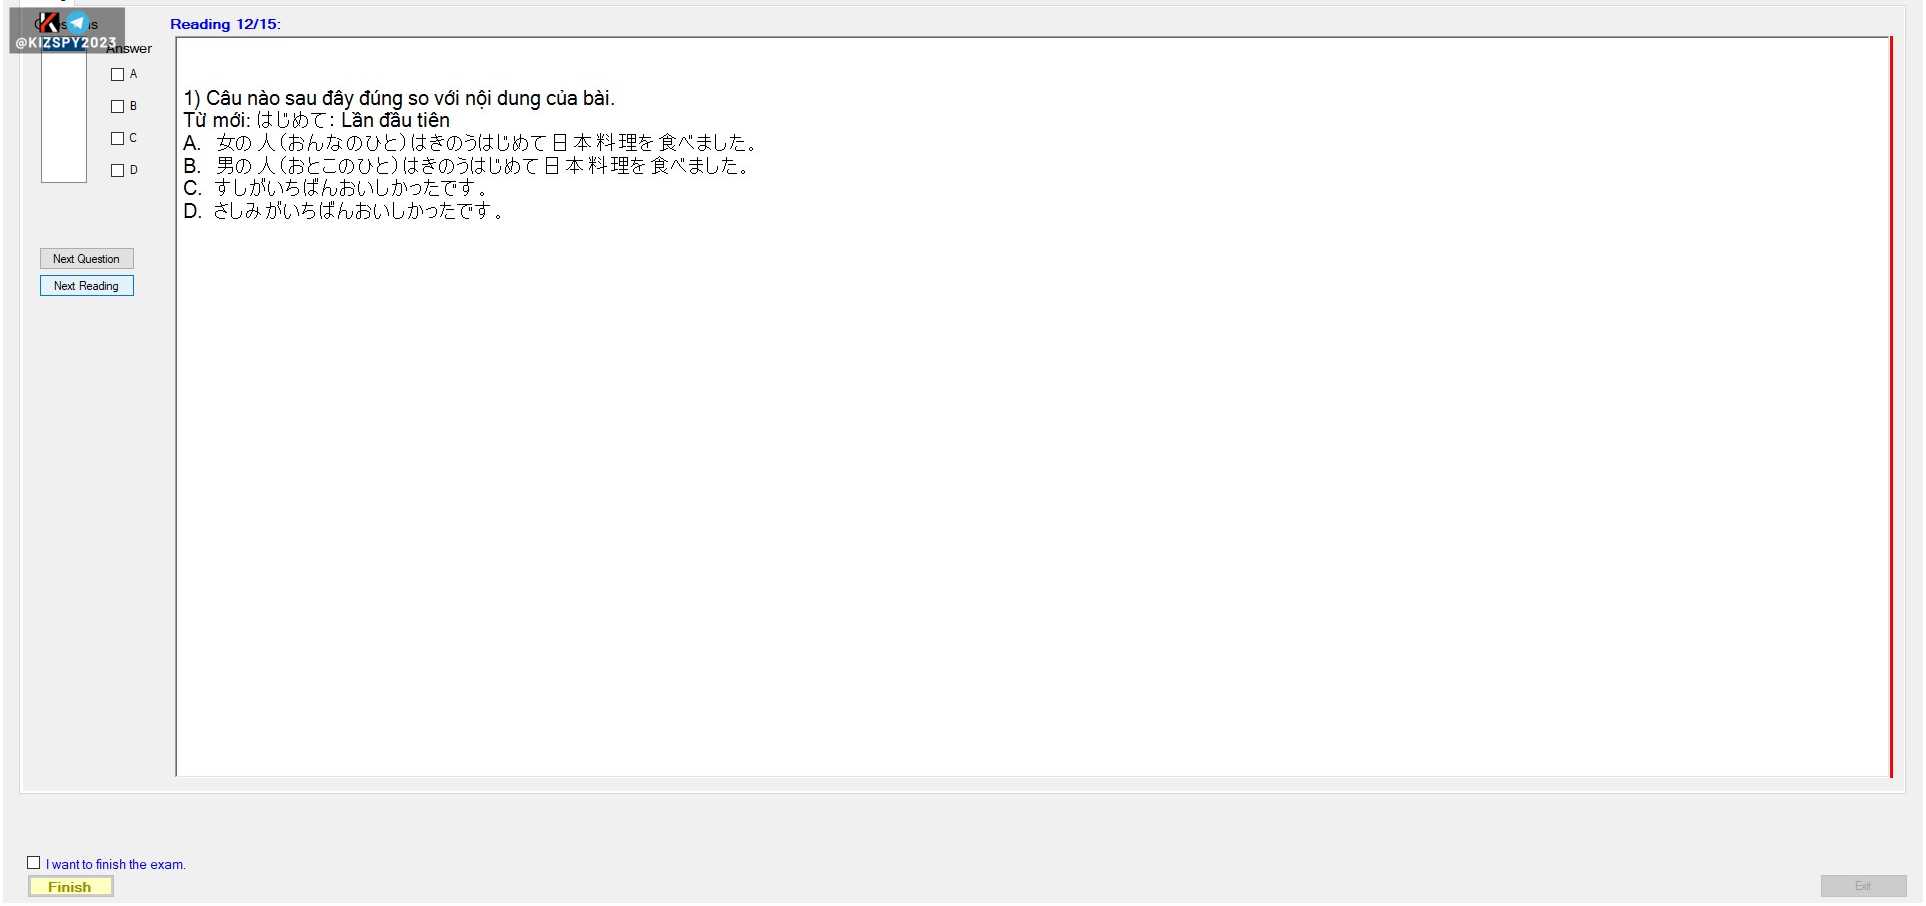 Reading 12/15:
@KIZSPY2023
Answer
A
B
C
D
Next Question
Next Reading
1) Câu nào sau đây đúng so với nội dung của bài.
Từ mới: はじめて: Lần đầu tiên
A. 女の人(おんなのひと)はきのうはじめて日本料理を食べました。
B. 男の人(おとこのひと)はきのうはじめて日本料理を食べました。
C. すしがいちばんおいしかったです。
D. さしみがいちばんおいしかったです。
I want to finish the exam.
Finish
Exit